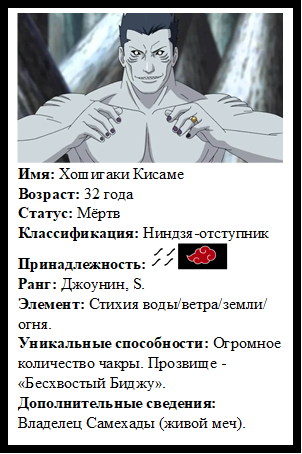 Имя: Хошигаки Кисаме
Возраст: 32 года
Статус: Мёртв
Классификация: Ниндзя-отступник
Принадлежность:
Ранг: Джоунин, S.
Элемент: Стихия воды/ветра/земли/
огня.
Уникальные способности: Огромное
количество чакры. Прозвище -
«Бесхвостый Биджу».
Дополнительные сведения:
Владелец Самехады (живой меч).